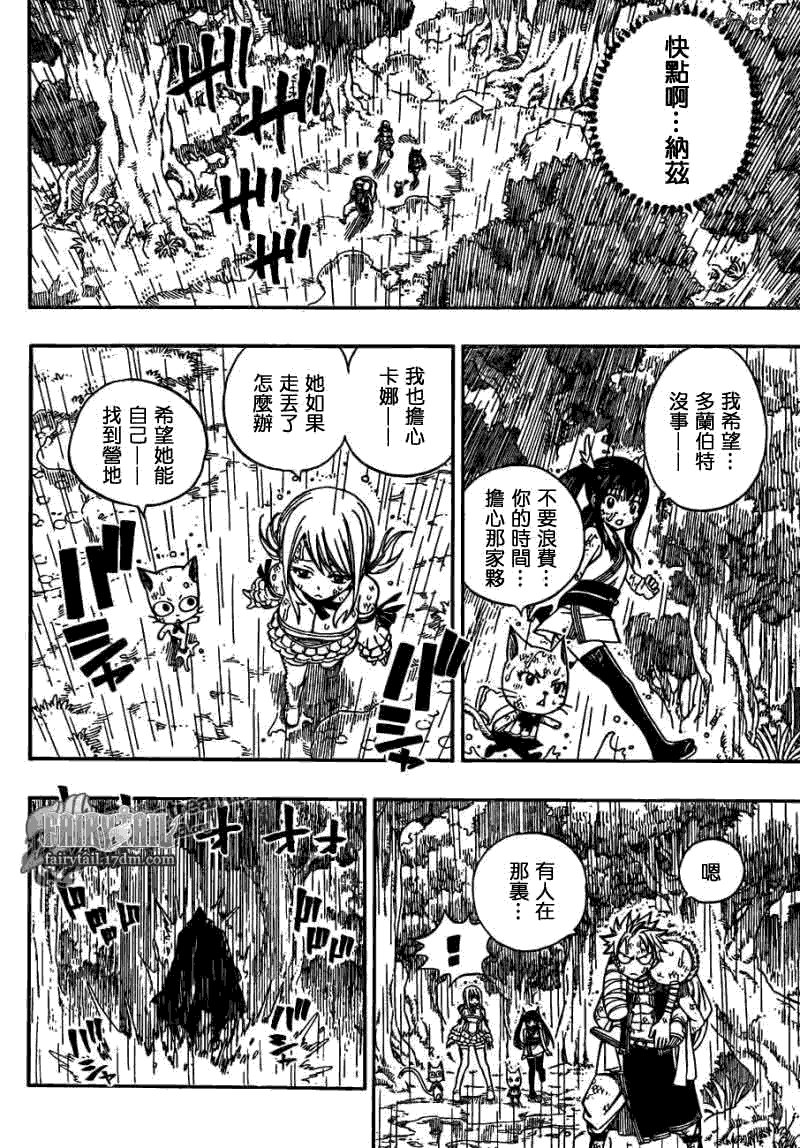 快點啊…納茲
我希望…
多蘭伯特
沒事——
不要浪費…
你的時間…
擔心那家夥
我也擔心
卡娜——
她如果
走丟了
怎麼辦
希望她能
自己——
找到營地
嗯
有人在
那裏…
!
FAIRY TAIL
fairytail.17dm.com